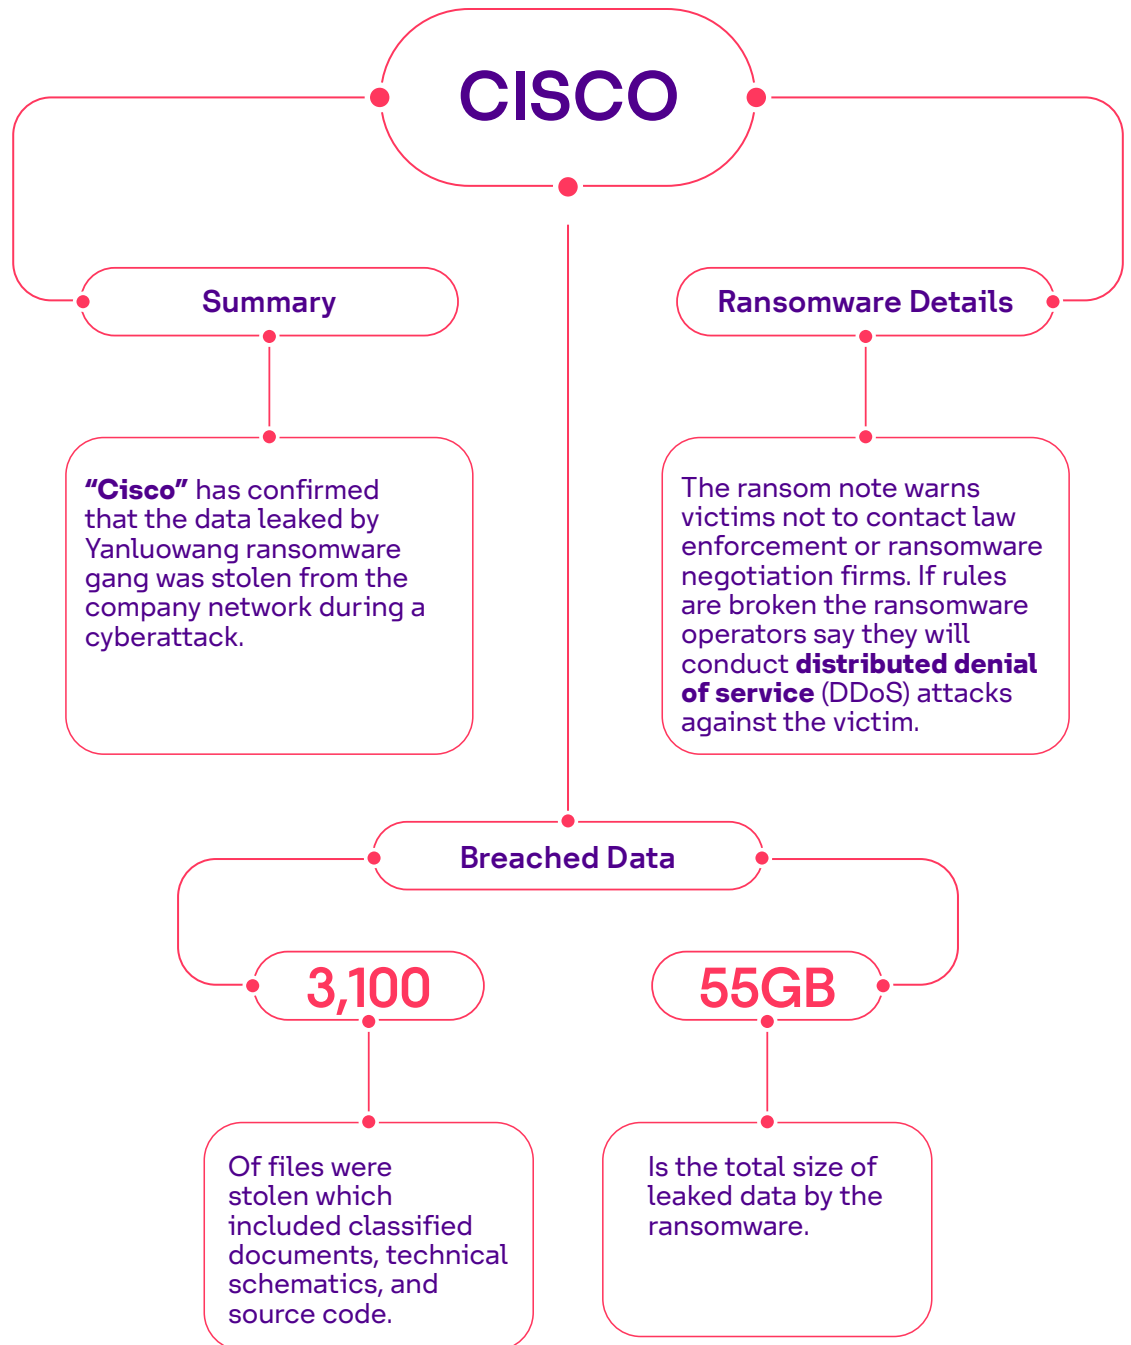 CISCO
Summary
Ransomware Details
“Cisco” has confirmed
that the data leaked by
Yanluowang ransomware
gang was stolen from the
company network during a
cyberattack.
The ransom note warns
victims not to contact law
enforcement or ransomware
negotiation firms. If rules
are broken the ransomware
operators say they will
conduct distributed denial
of service (DDoS) attacks
against the victim.
Breached Data
3,100
55GB
Of files were
stolen which
included classified
documents, technical
schematics, and
source code.
Is the total size of
leaked data by the
ransomware.